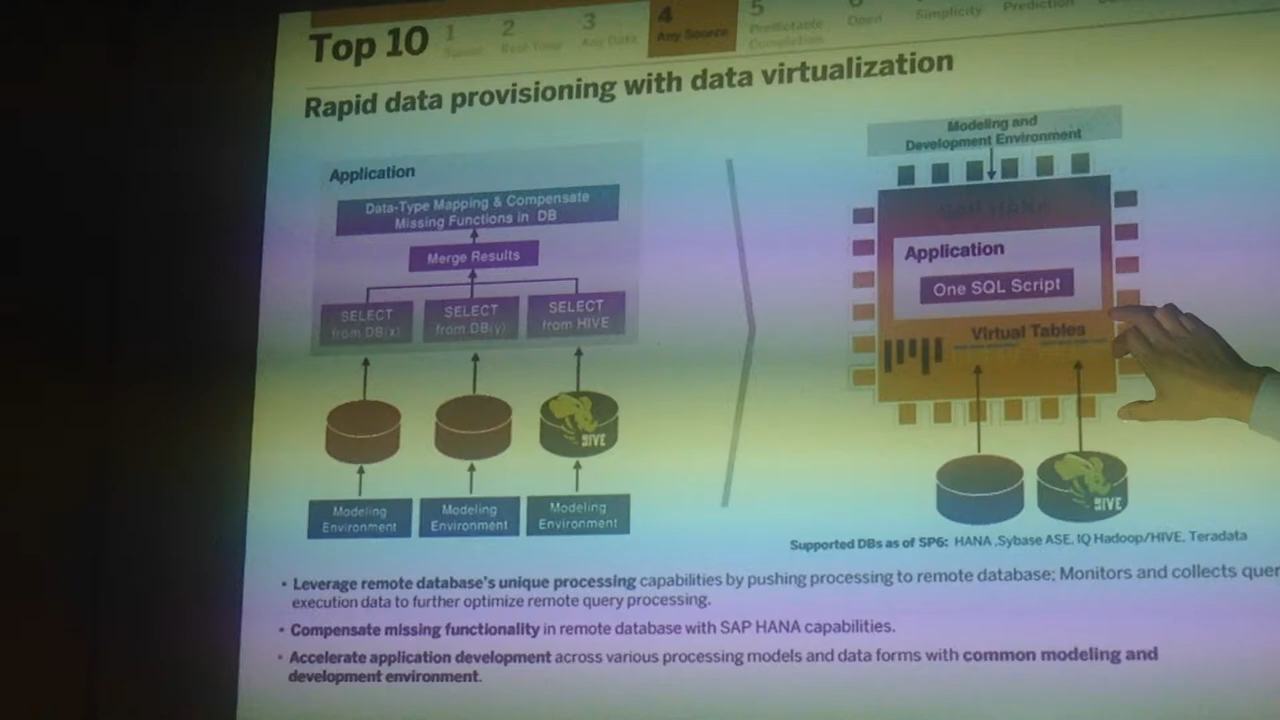 Top 10
1
2
3
4
5
Speed
Real Time
Any Data
Any Source
Predictable
Completion
Open
Simplicity
Prediction
Rapid data provisioning with data virtualization
Application
Data-Type Mapping & Compensate
Missing Functions in DB
Merge Results
SELECT
from DB(x)
SELECT
from DB(y)
SELECT
from HIVE
HIVE
Modeling
Environment
Modeling
Environment
Modeling
Environment
Modeling and
Development Environment
SAP HANA
Application
One SQL Script
Virtual Tables
HIVE
Supported DBs as of SP6: HANA ,Sybase ASE, IQ Hadoop/HIVE, Teradata
• Leverage remote database's unique processing capabilities by pushing processing to remote database; Monitors and collects quer
execution data to further optimize remote query processing.
• Compensate missing functionality in remote database with SAP HANA capabilities.
• Accelerate application development across various processing models and data forms with common modeling and
development environment.